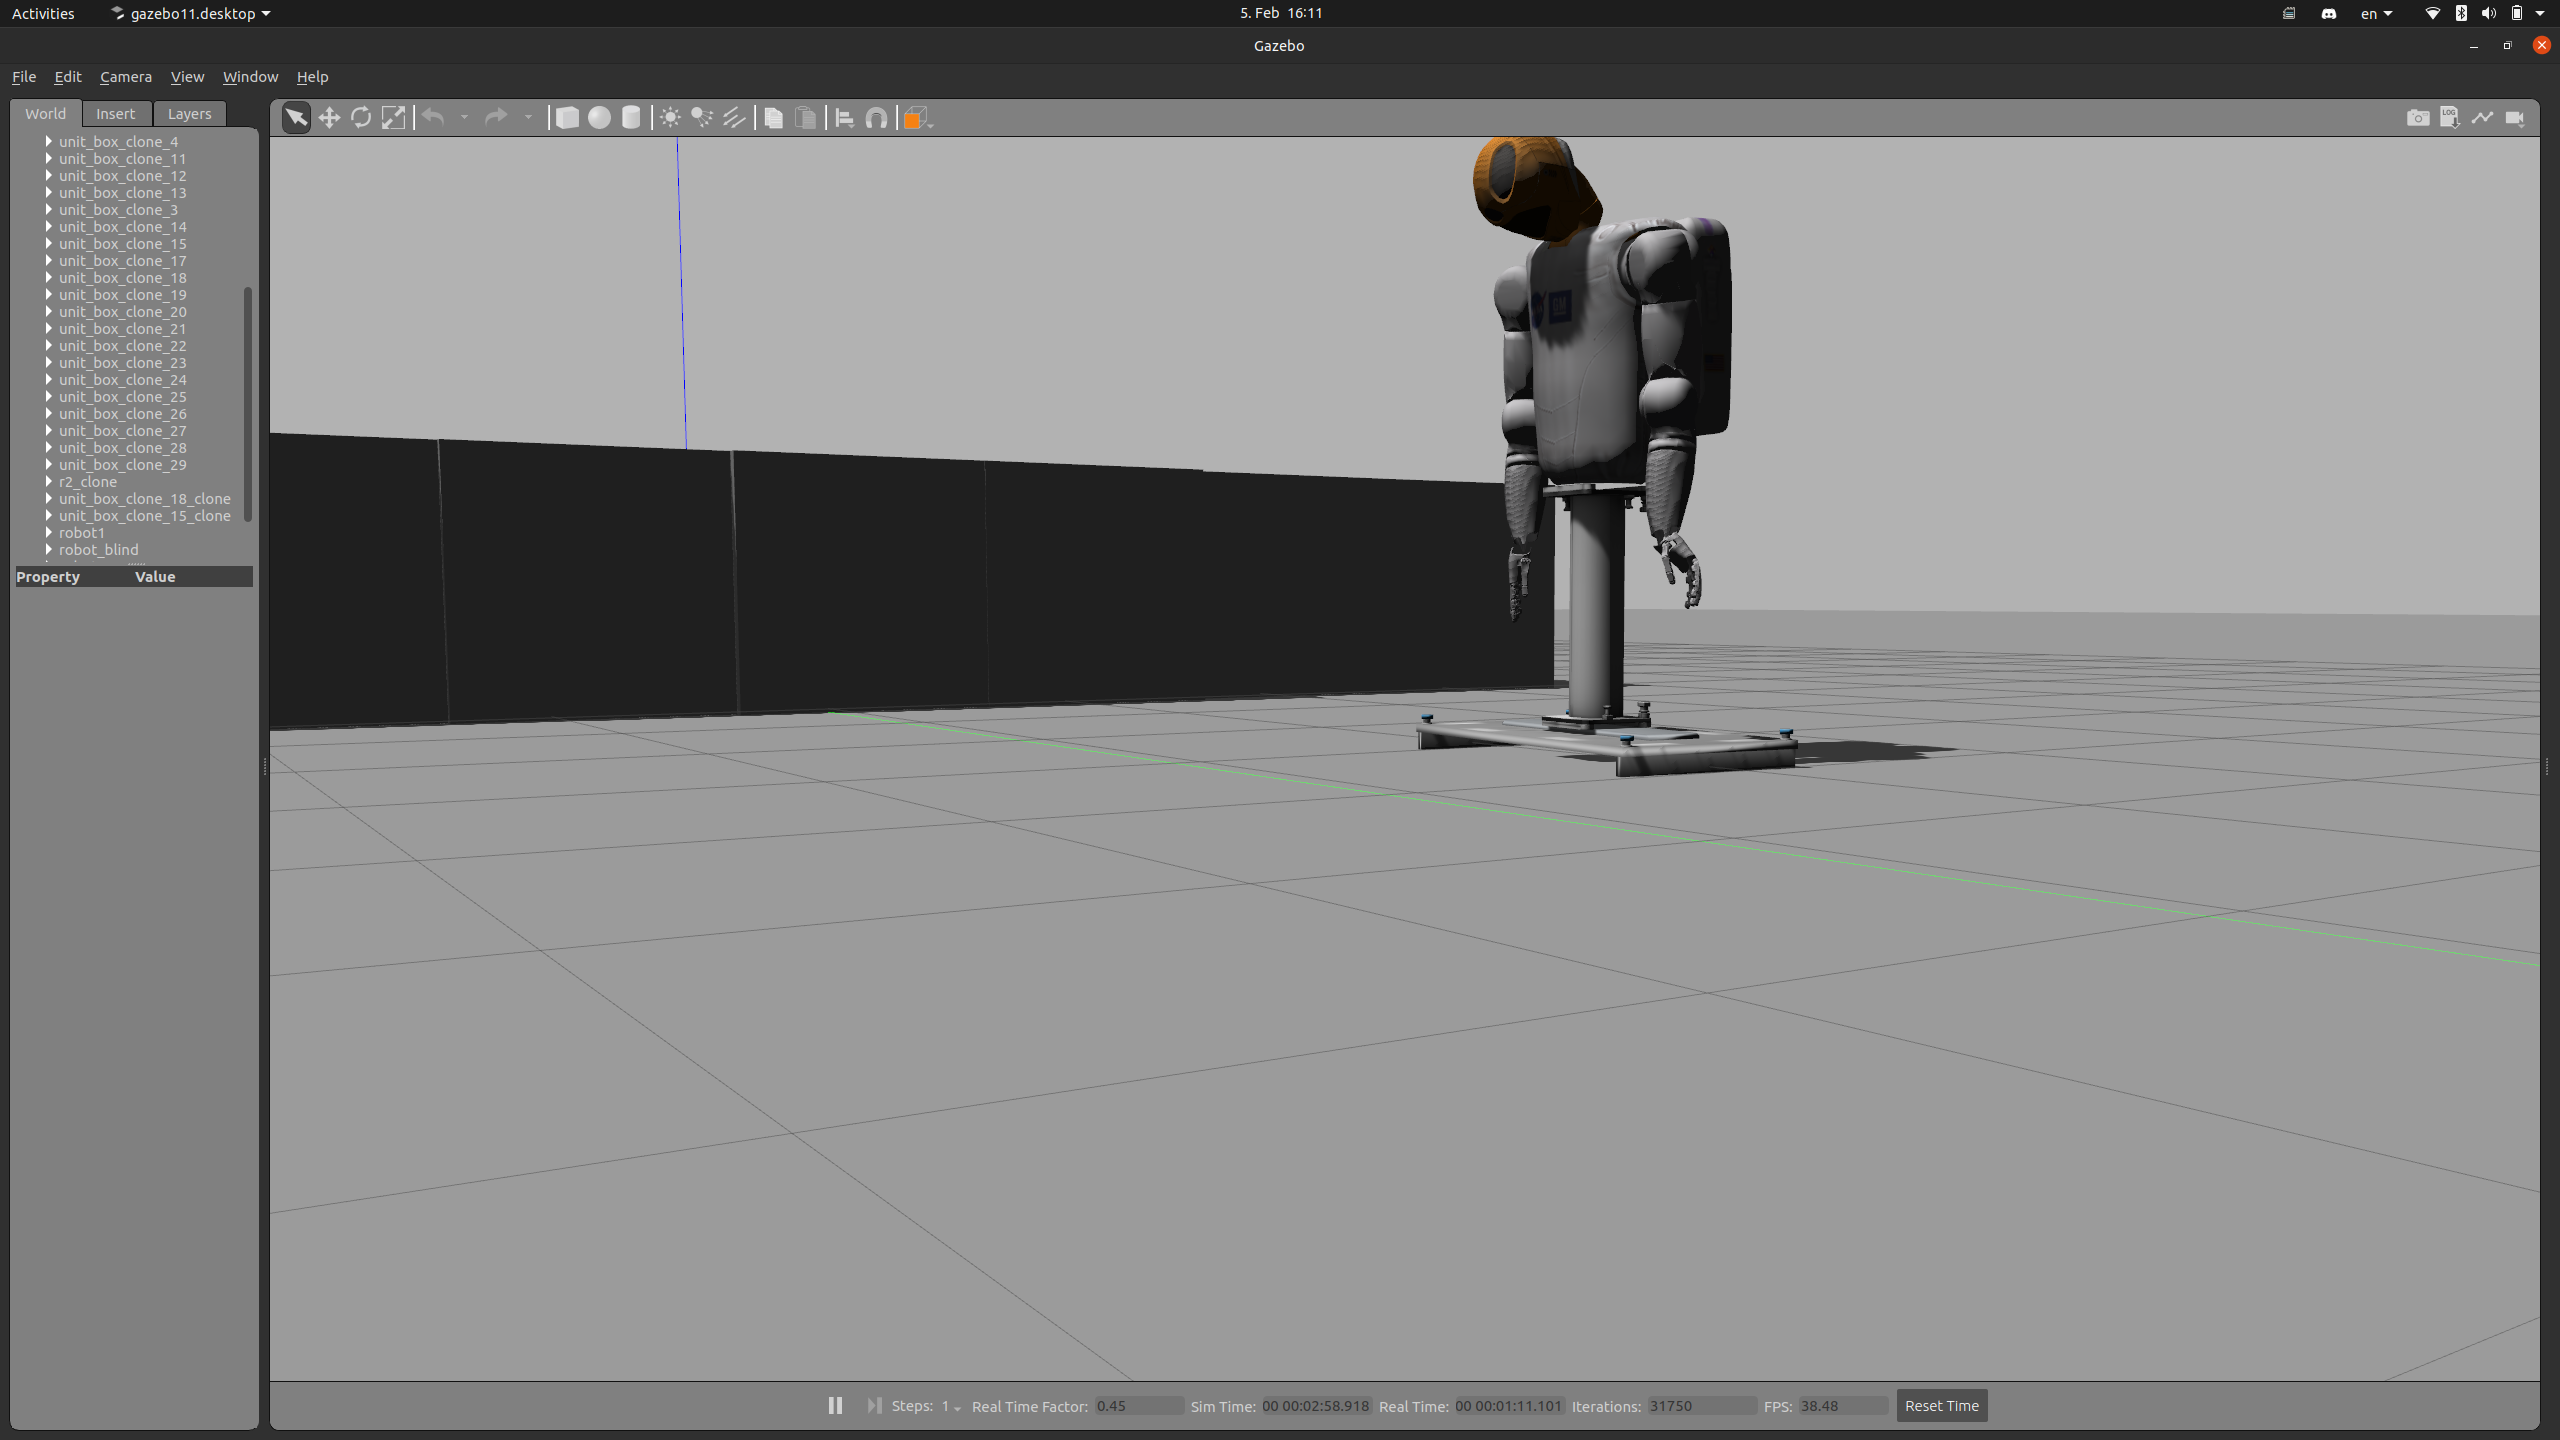 Activities gazebo11.desktop 5. Feb 16:11 en
Gazebo
File Edit Camera View Window Help
World Insert Layers
LOG
unit_box_clone_4
unit_box_clone_11
unit_box_clone_12
unit_box_clone_13
unit_box_clone_3
unit_box_clone_14
unit_box_clone_15
unit_box_clone_17
unit_box_clone_18
unit_box_clone_19
unit_box_clone_20
unit_box_clone_21
unit_box_clone_22
unit_box_clone_23
unit_box_clone_24
unit_box_clone_25
unit_box_clone_26
unit_box_clone_27
unit_box_clone_28
unit_box_clone_29
r2_clone
unit_box_clone_18_clone
unit_box_clone_15_clone
robot1
robot_blind
Property Value
GM
Steps: 1 Real Time Factor: 0.45 Sim Time: 00 00:02:58.918 Real Time: 00 00:01:11.101 Iterations: 31750 FPS: 38.48 Reset Time